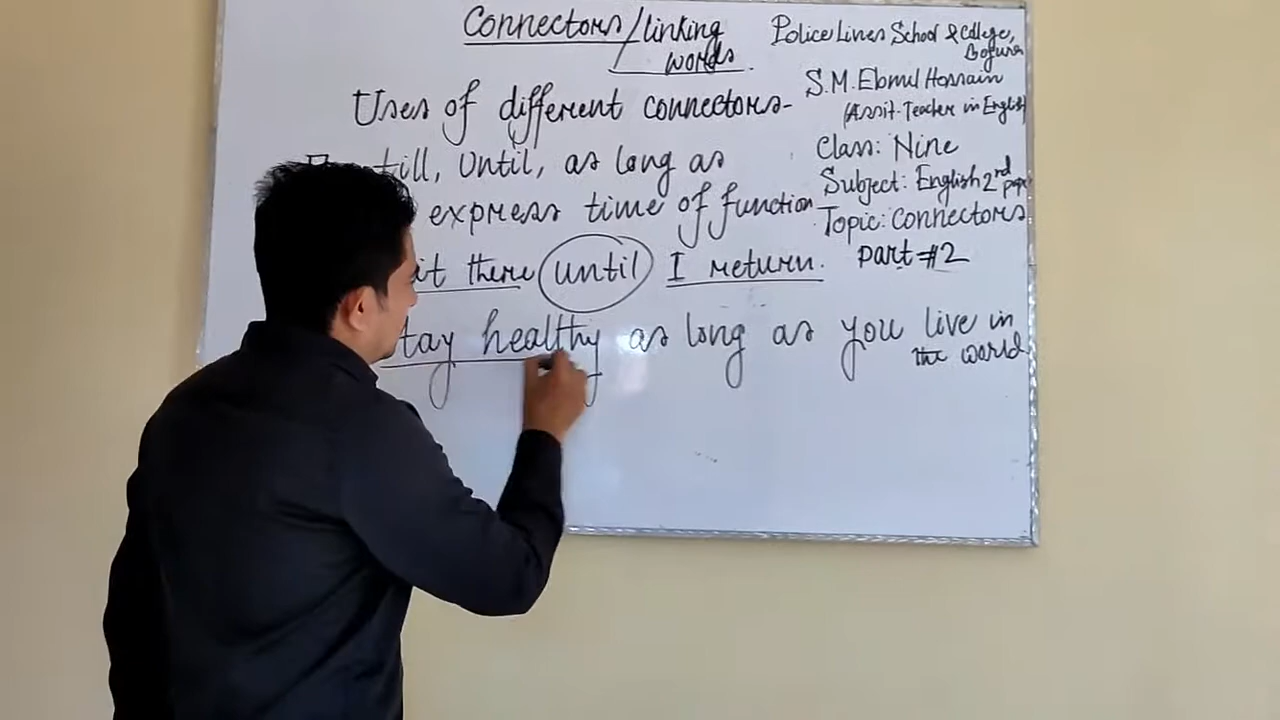 Connectors/linking
words.
Uses of different connectors-
till, until, as long as
express time of function
it there until I return.
tay healthy as long as you live in
the world
Police Lines School & College,
Bogura
S.M. Ebnul Hossain
(Assit. Teacher in English
Class: Nine
Subject: English 2nd paper
Topic: Connectors
part #2